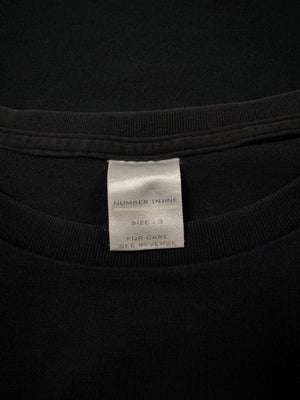 NUMBER (N)INE
SIZE : 3
FOR CARE
SEE REVERSE